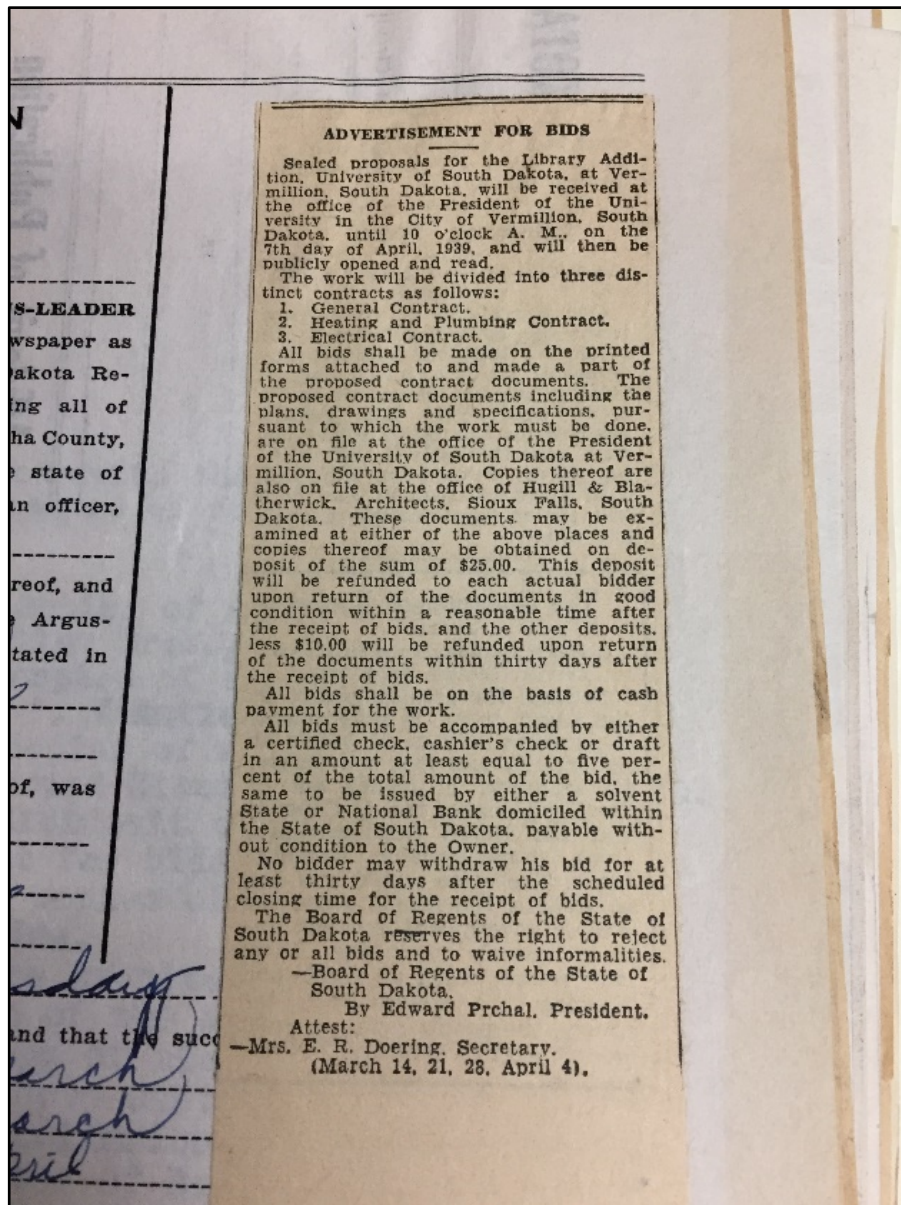 N
S-LEADER
wspaper as
akota Re-
ing all of
ha County,
state of
an officer,
reof, and
Argus-
tated in
of, was
sday
and that the succ
arch
arch
ril
ADVERTISEMENT FOR BIDS
Sealed proposals for the Library Addi-
tion, University of South Dakota, at Ver-
million, South Dakota, will be received at
the office of the President of the Uni-
versity in the City of Vermillion, South
Dakota, until 10 o'clock A. M., on the
7th day of April, 1939, and will then be
publicly opened and read.
The work will be divided into three dis-
tinct contracts as follows:
1. General Contract.
2. Heating and Plumbing Contract.
3. Electrical Contract.
All bids shall be made on the printed
forms attached to and made a part of
the proposed contract documents. The
proposed contract documents including the
plans, drawings and specifications, pur-
suant to which the work must be done,
are on file at the office of the President
of the University of South Dakota at Ver-
million, South Dakota. Copies thereof are
also on file at the office of Hugill & Bla-
therwick, Architects, Sioux Falls, South
Dakota. These documents may be ex-
amined at either of the above places and
copies thereof may be obtained on de-
posit of the sum of $25.00. This deposit
will be refunded to each actual bidder
upon return of the documents in good
condition within a reasonable time after
the receipt of bids, and the other deposits,
less $10.00 will be refunded upon return
of the documents within thirty days after
the receipt of bids.
All bids shall be on the basis of cash
payment for the work.
All bids must be accompanied by either
a certified check, cashier's check or draft
in an amount at least equal to five per-
cent of the total amount of the bid, the
same to be issued by either a solvent
State or National Bank domiciled within
the State of South Dakota, payable with-
out condition to the Owner.
No bidder may withdraw his bid for at
least thirty days after the scheduled
closing time for the receipt of bids.
The Board of Regents of the State of
South Dakota reserves the right to reject
any or all bids and to waive informalities.
—Board of Regents of the State of
South Dakota.
By Edward Prchal, President.
Attest:
—Mrs. E. R. Doering, Secretary.
(March 14, 21, 28, April 4).